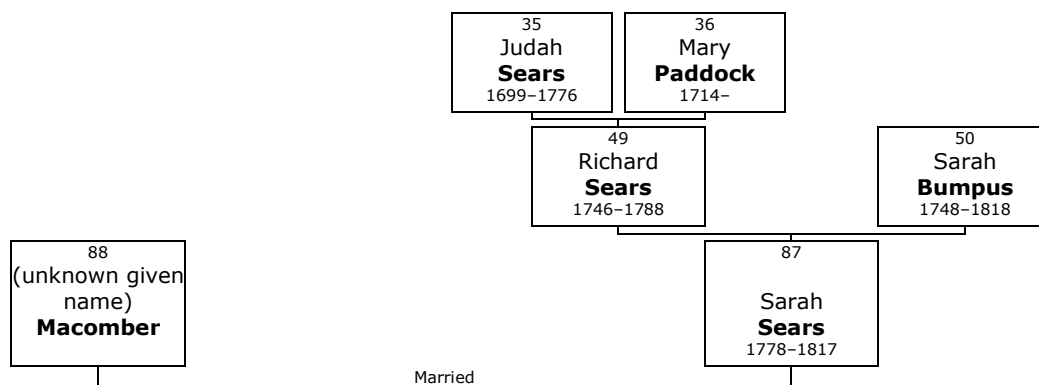 35
Judah
Sears
1699–1776
36
Mary
Paddock
1714–
49
Richard
Sears
1746–1788
50
Sarah
Bumpus
1748–1818
88
(unknown given
name)
Macomber
87
Sarah
Sears
1778–1817
Married